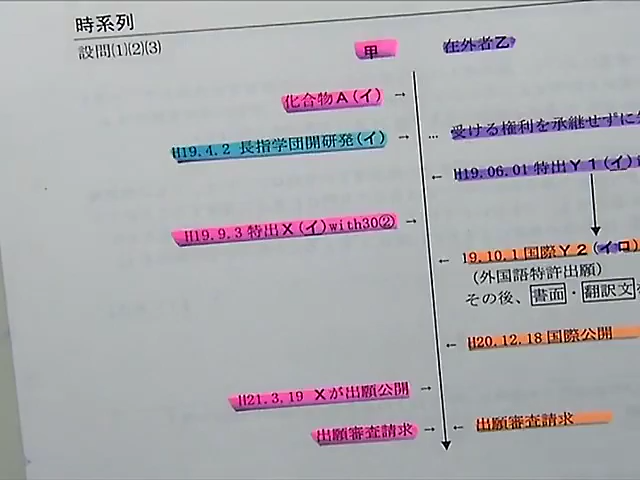 時系列
設問(1)(2)(3)
甲 在外者乙
化合物A(イ) →
H19.4.2 長指学団開研発(イ) → … 受ける権利を承継せずに
← H19.06.01 特出Y1(イ)
H19.9.3 特出X(イ)with30② →
← 19.10.1 国際Y2(イロ)
(外国語特許出願)
その後、書面・翻訳文
← H20.12.18 国際公開
H21.3.19 Xが出願公開 →
出願審査請求 → ← 出願審査請求